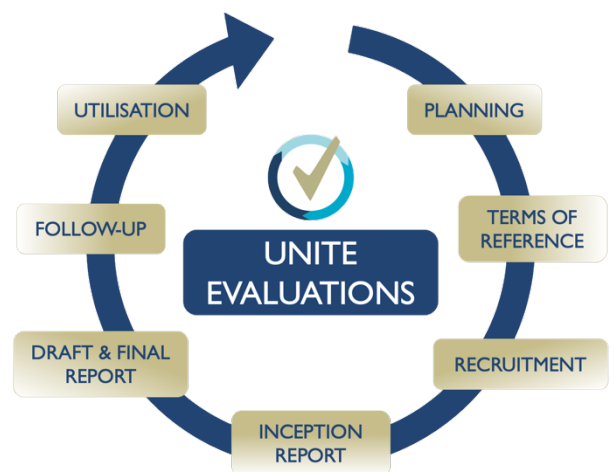 PLANNING
TERMS OF
REFERENCE
RECRUITMENT
INCEPTION
REPORT
DRAFT & FINAL
REPORT
FOLLOW-UP
UTILISATION
UNITE
EVALUATIONS